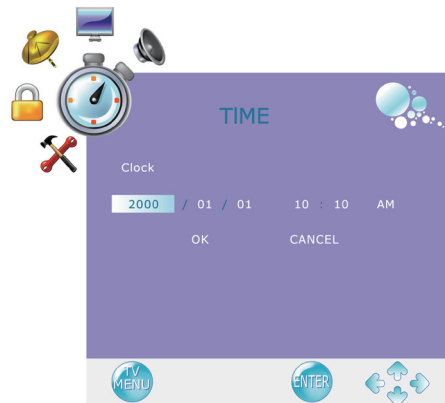 TIME
Clock
2000 / 01 / 01 10 : 10 AM
OK CANCEL
TV MENU ENTER